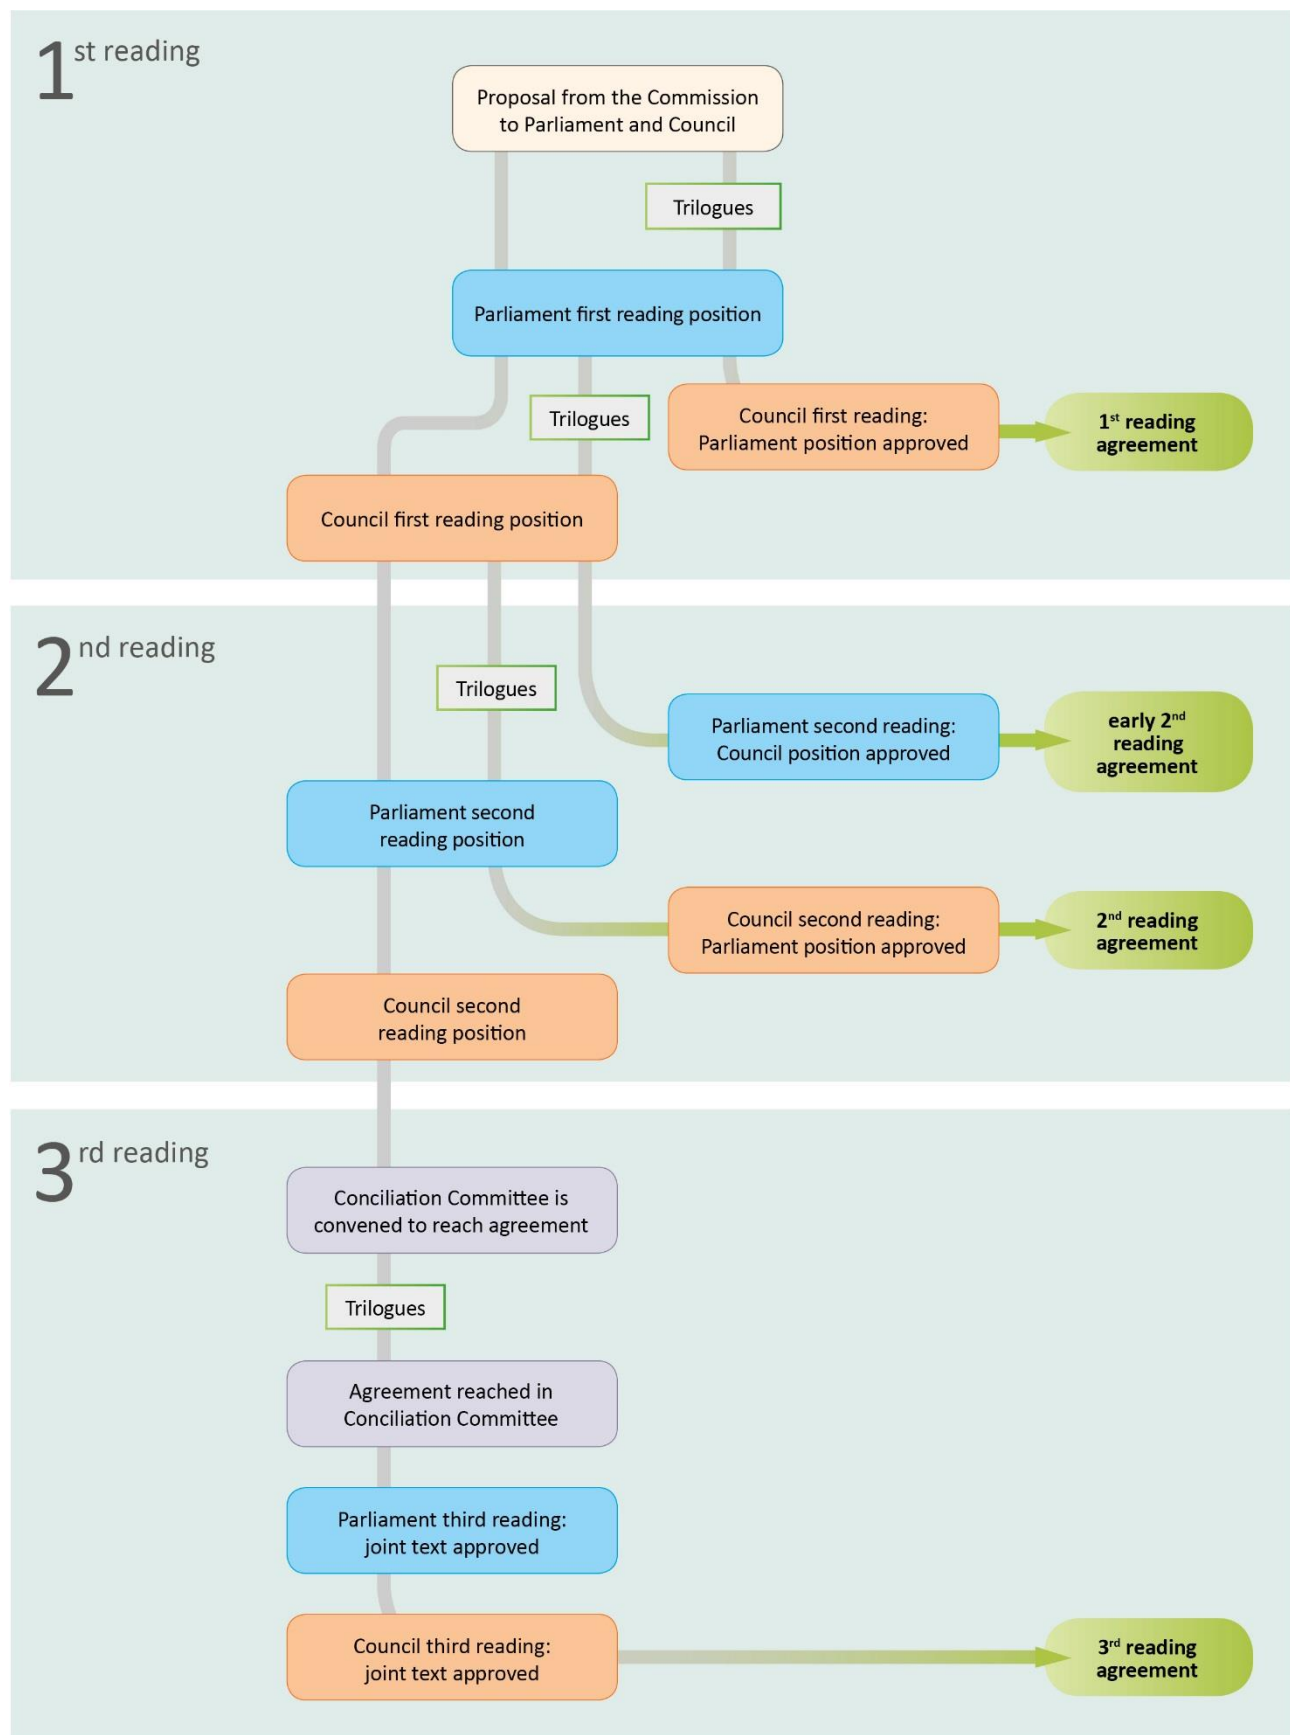 1st reading
Proposal from the Commission
to Parliament and Council
Trilogues
Parliament first reading position
Trilogues
Council first reading:
Parliament position approved
1st reading
agreement
Council first reading position
2nd reading
Trilogues
Parliament second reading:
Council position approved
early 2nd
reading
agreement
Parliament second
reading position
Council second reading:
Parliament position approved
2nd reading
agreement
Council second
reading position
3rd reading
Conciliation Committee is
convened to reach agreement
Trilogues
Agreement reached in
Conciliation Committee
Parliament third reading:
joint text approved
Council third reading:
joint text approved
3rd reading
agreement